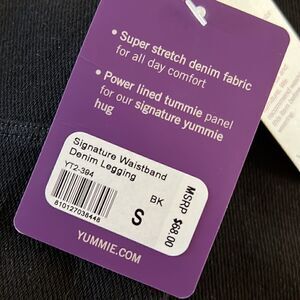 • Super stretch denim fabric
for all day comfort
• Power lined tummie panel
for our signature yummie
hug
Signature Waistband
Denim Legging
YT2-394
BK
S
810127038448
MSRP $68.00
YUMMIE.COM